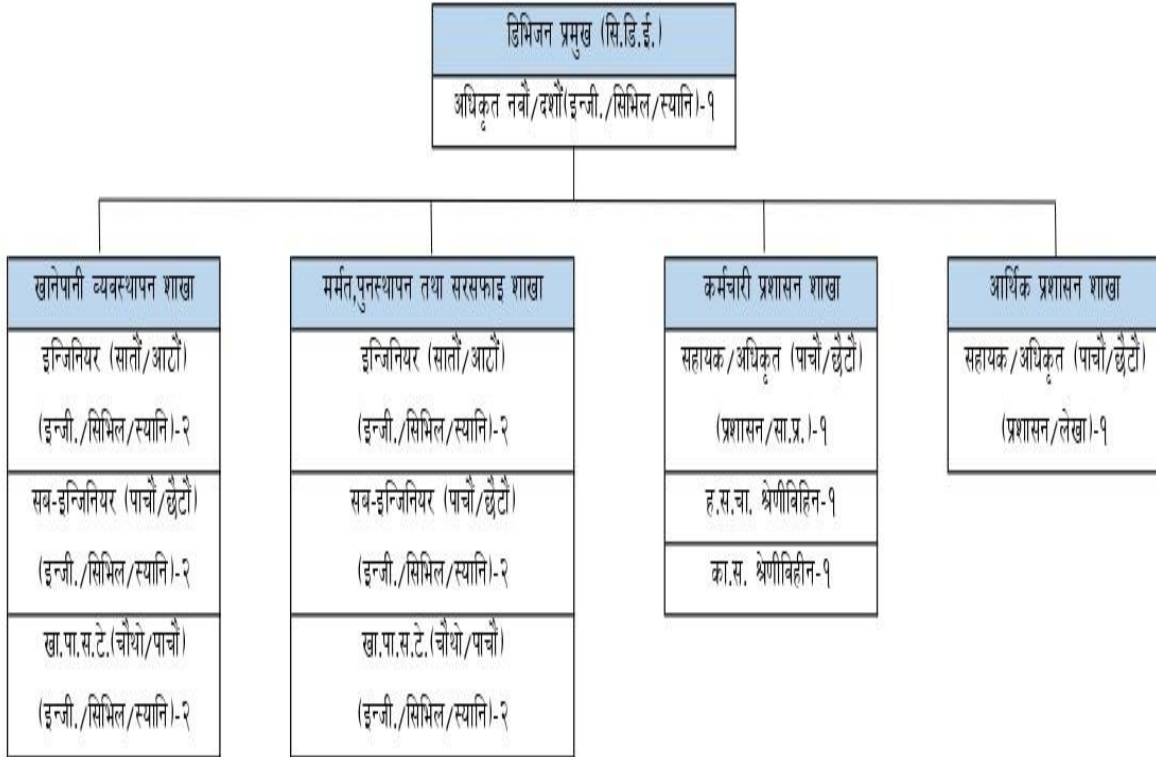 डिभिजन प्रमुख (सि.डि.ई.)
अधिकृत नवौं/दशौं(इन्जी./सिभिल/स्यानि)-१
खानेपानी व्यवस्थापन शाखा
इन्जिनियर (सातौं/आटौं)
(इन्जी./सिभिल/स्यानि)-२
सब-इन्जिनियर (पाचौं/छैटौं)
(इन्जी./सिभिल/स्यानि)-२
खा.पा.स.टे.(चौथो/पाचौं)
(इन्जी./सिभिल/स्यानि)-२
मर्मत,पुनस्थापन तथा सरसफाइ शाखा
इन्जिनियर (सातौं/आटौं)
(इन्जी./सिभिल/स्यानि)-२
सब-इन्जिनियर (पाचौं/छैटौं)
(इन्जी./सिभिल/स्यानि)-२
खा.पा.स.टे.(चौथो/पाचौं)
(इन्जी./सिभिल/स्यानि)-२
कर्मचारी प्रशासन शाखा
सहायक/अधिकृत (पाचौं/छैटौं)
(प्रशासन/सा.प्र.)-१
ह.स.चा. श्रेणीबिहिन-१
का.स. श्रेणीबिहीन-१
आर्थिक प्रशासन शाखा
सहायक/अधिकृत (पाचौं/छैटौं)
(प्रशासन/लेखा)-१